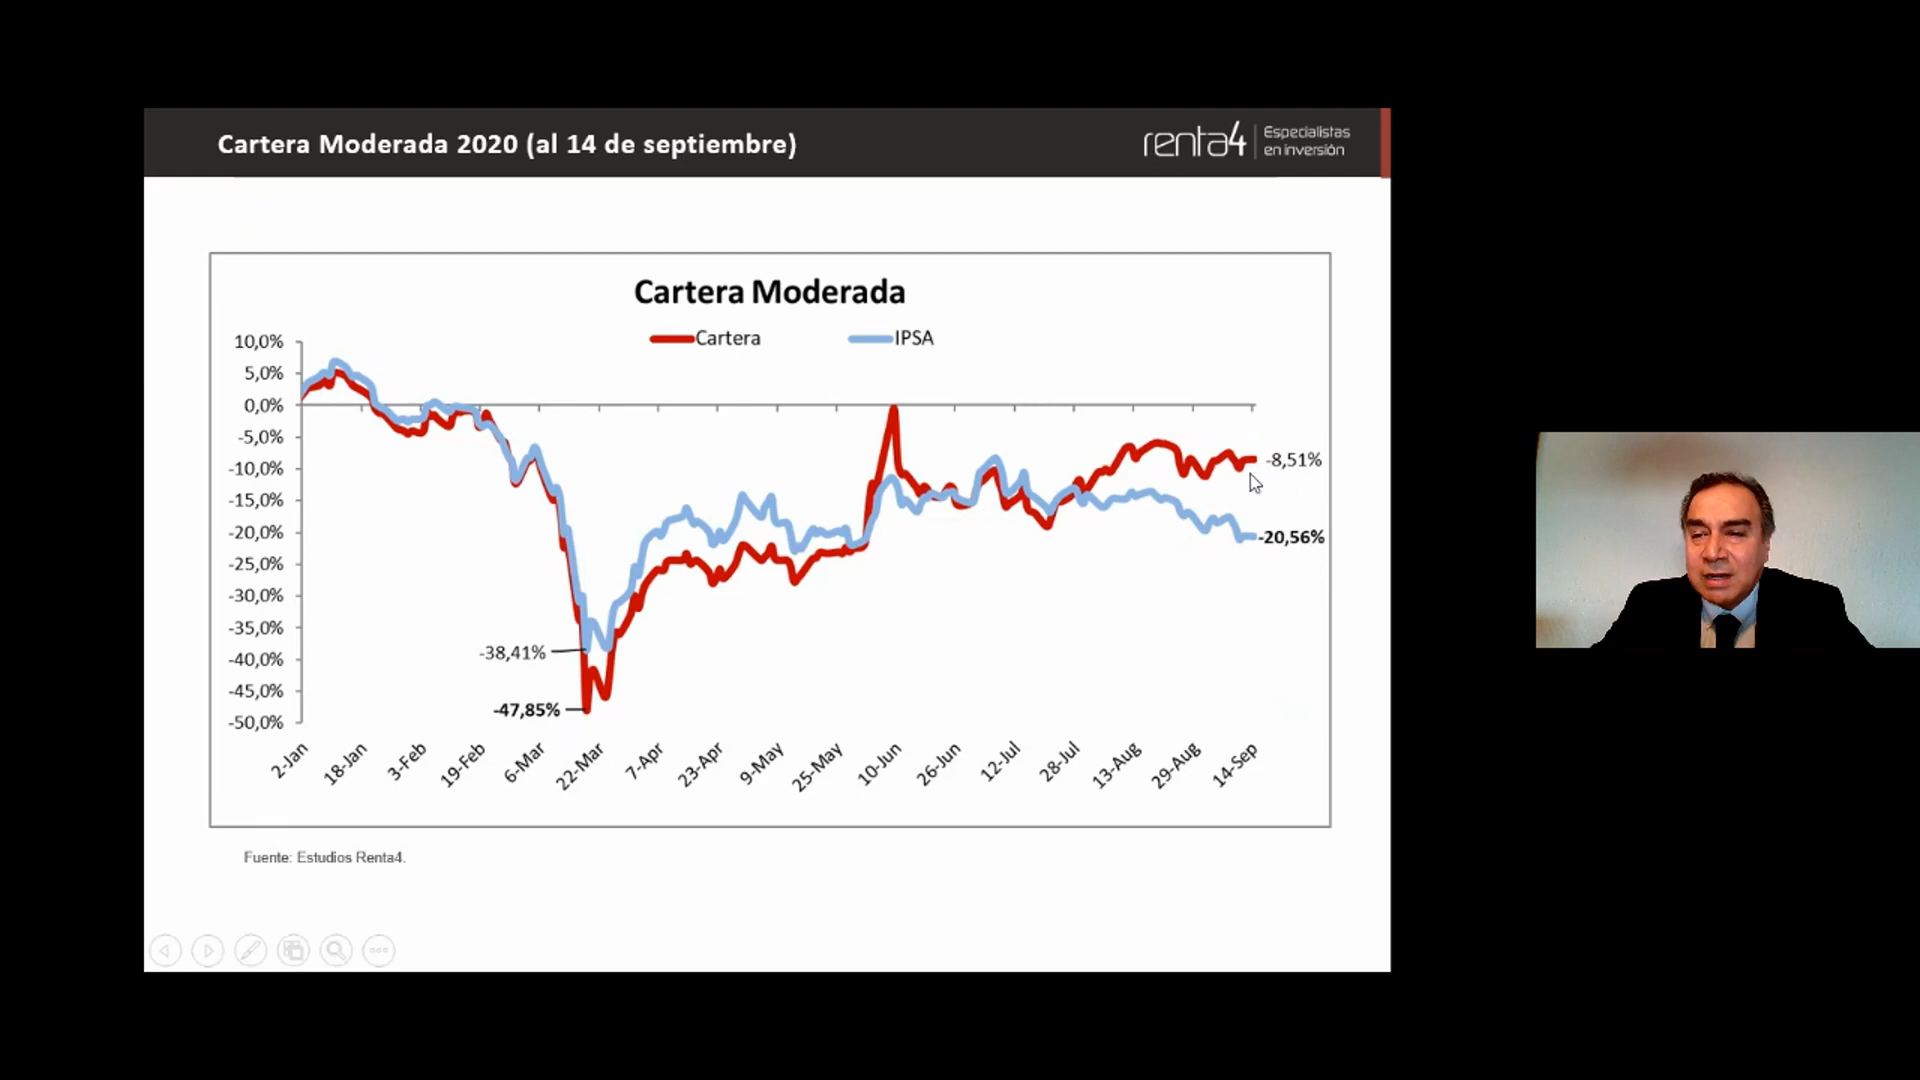 Cartera Moderada 2020 (al 14 de septiembre)
renta4
Especialistas
en inversión
Cartera Moderada
Cartera
IPSA
10,0%
5,0%
0,0%
-5,0%
-10,0%
-15,0%
-20,0%
-25,0%
-30,0%
-35,0%
-40,0%
-45,0%
-50,0%
-8,51%
-20,56%
-38,41%
-47,85%
2-Jan
18-Jan
3-Feb
19-Feb
6-Mar
22-Mar
7-Apr
23-Apr
9-May
25-May
10-Jun
26-Jun
12-Jul
28-Jul
13-Aug
29-Aug
14-Sep
Fuente: Estudios Renta4.